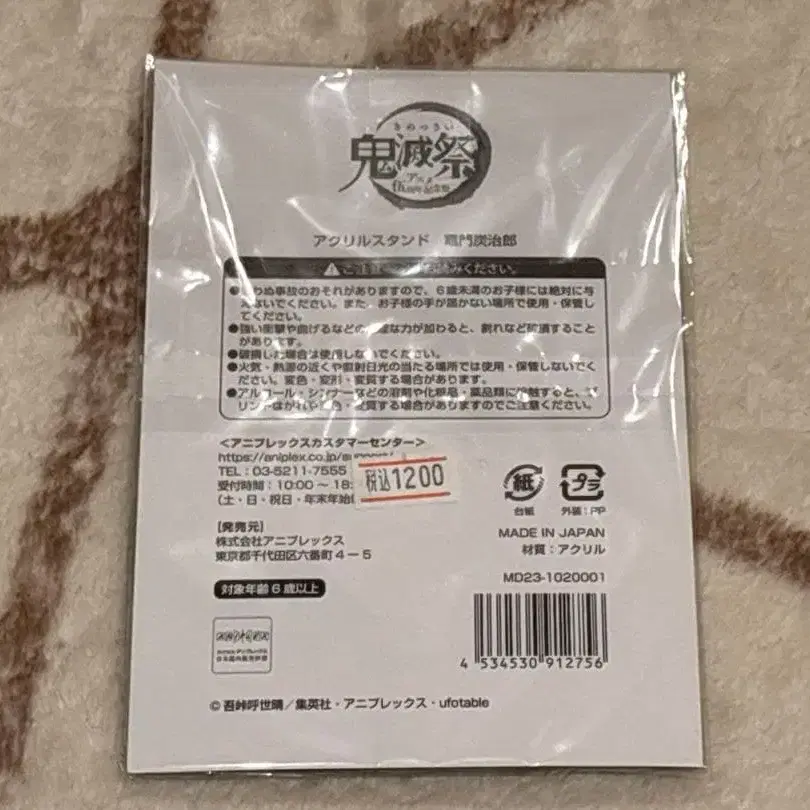 きめつさい
鬼滅祭
アニメ
伍周年記念祭
アクリルスタンド 竈門炭治郎
ご注意 読みください。
●思わぬ事故のおそれがありますので、6歳未満のお子様には絶対に与
えないでください。また、お子様の手が届かない場所で使用・保管し
てください。
●強い衝撃や曲げるなどの 力が加わると、割れなど破損すること
があります。
●破損した場合は使用しないでください。
●火気・熱源の近くや直射日光の当たる場所では使用・保管しないでく
ださい。変色・変形・変質する場合があります。
●アルコール・シンナーなどの溶剤や化粧品・薬品類に接触すると、プ
リントはがれや変色・変質する場合がありますのでご注意ください。
<アニプレックスカスタマーセンター>
https://aniplex.co.jp/
TEL:03-5211-7555
受付時間:10:00~18:
(土・日・祝日・年末年始
税込1200
[発売元]
株式会社アニプレックス
東京都千代田区六番町4-5
対象年齢6歳以上
紙
台紙
プラ
外装:PP
MADE IN JAPAN
材質:アクリル
MD23-1020001
4 534530 912756
©吾峠呼世晴/集英社・アニプレックス・ufotable